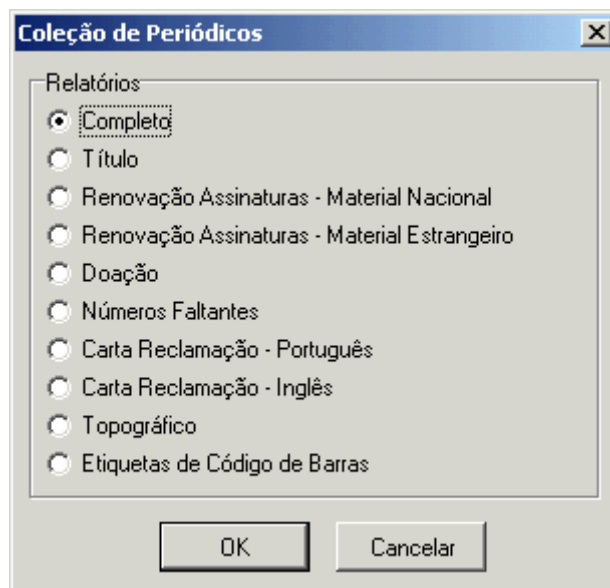 Coleção de Periódicos
Relatórios
Completo
Título
Renovação Assinaturas - Material Nacional
Renovação Assinaturas - Material Estrangeiro
Doação
Números Faltantes
Carta Reclamação - Português
Carta Reclamação - Inglês
Topográfico
Etiquetas de Código de Barras
OK Cancelar